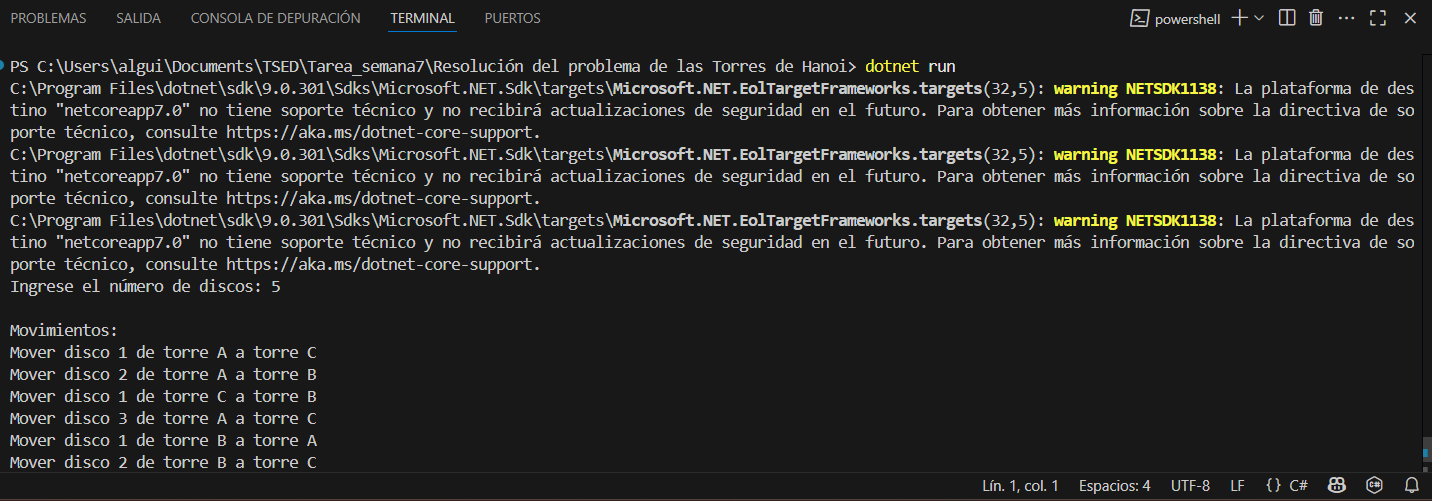 PROBLEMAS SALIDA CONSOLA DE DEPURACIÓN TERMINAL PUERTOS powershell
PS C:\Users\algui\Documents\TSED\Tarea_semana7\Resolución del problema de las Torres de Hanoi> dotnet run
C:\Program Files\dotnet\sdk\9.0.301\Sdks\Microsoft.NET.Sdk\targets\Microsoft.NET.EolTargetFrameworks.targets(32,5): warning NETSDK1138: La plataforma de des
tino "netcoreapp7.0" no tiene soporte técnico y no recibirá actualizaciones de seguridad en el futuro. Para obtener más información sobre la directiva de so
porte técnico, consulte https://aka.ms/dotnet-core-support.
C:\Program Files\dotnet\sdk\9.0.301\Sdks\Microsoft.NET.Sdk\targets\Microsoft.NET.EolTargetFrameworks.targets(32,5): warning NETSDK1138: La plataforma de des
tino "netcoreapp7.0" no tiene soporte técnico y no recibirá actualizaciones de seguridad en el futuro. Para obtener más información sobre la directiva de so
porte técnico, consulte https://aka.ms/dotnet-core-support.
C:\Program Files\dotnet\sdk\9.0.301\Sdks\Microsoft.NET.Sdk\targets\Microsoft.NET.EolTargetFrameworks.targets(32,5): warning NETSDK1138: La plataforma de des
tino "netcoreapp7.0" no tiene soporte técnico y no recibirá actualizaciones de seguridad en el futuro. Para obtener más información sobre la directiva de so
porte técnico, consulte https://aka.ms/dotnet-core-support.
Ingrese el número de discos: 5
Movimientos:
Mover disco 1 de torre A a torre C
Mover disco 2 de torre A a torre B
Mover disco 1 de torre C a torre B
Mover disco 3 de torre A a torre C
Mover disco 1 de torre B a torre A
Mover disco 2 de torre B a torre C
Lín. 1, col. 1 Espacios: 4 UTF-8 LF {} C# C#